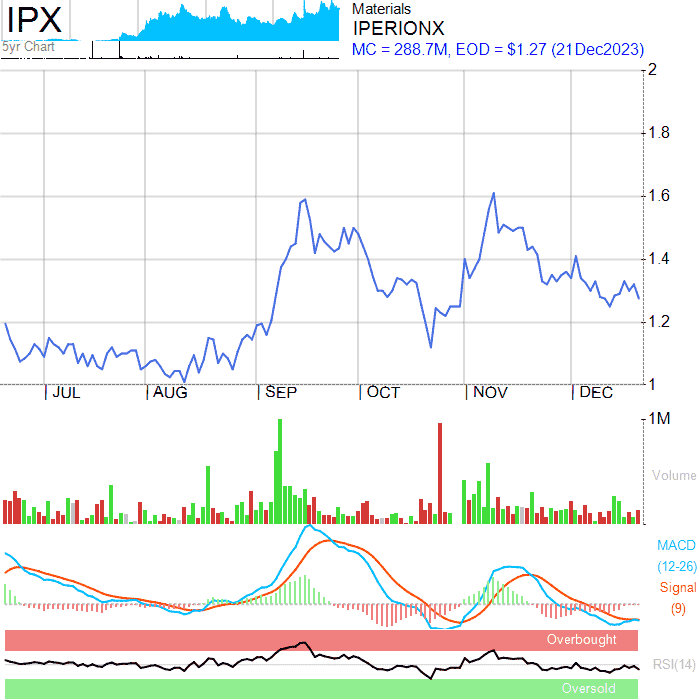 IPX
5yr Chart
Materials
IPERIONX
MC = 288.7M, EOD = $1.27 (21Dec2023)
2
1.8
1.6
1.4
1.2
1
JUL AUG SEP OCT NOV DEC
1M
Volume
MACD
(12-26)
Signal
(9)
Overbought
RSI(14)
Oversold